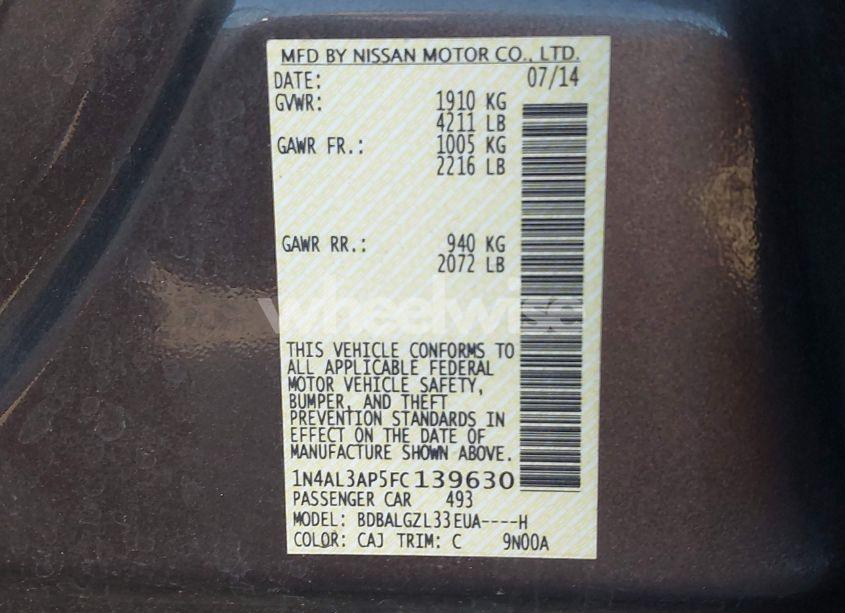 MFD BY NISSAN MOTOR CO., LTD.
DATE: 07/14
GVWR: 1910 KG
4211 LB
GAWR FR.: 1005 KG
2216 LB
GAWR RR.: 940 KG
2072 LB
wheelwise
THIS VEHICLE CONFORMS TO
ALL APPLICABLE FEDERAL
MOTOR VEHICLE SAFETY,
BUMPER, AND THEFT
PREVENTION STANDARDS IN
EFFECT ON THE DATE OF
MANUFACTURE SHOWN ABOVE.
1N4AL3AP5FC139630
PASSENGER CAR 493
MODEL: BDBALGZL33EUA----H
COLOR: CAJ TRIM: C 9N00A